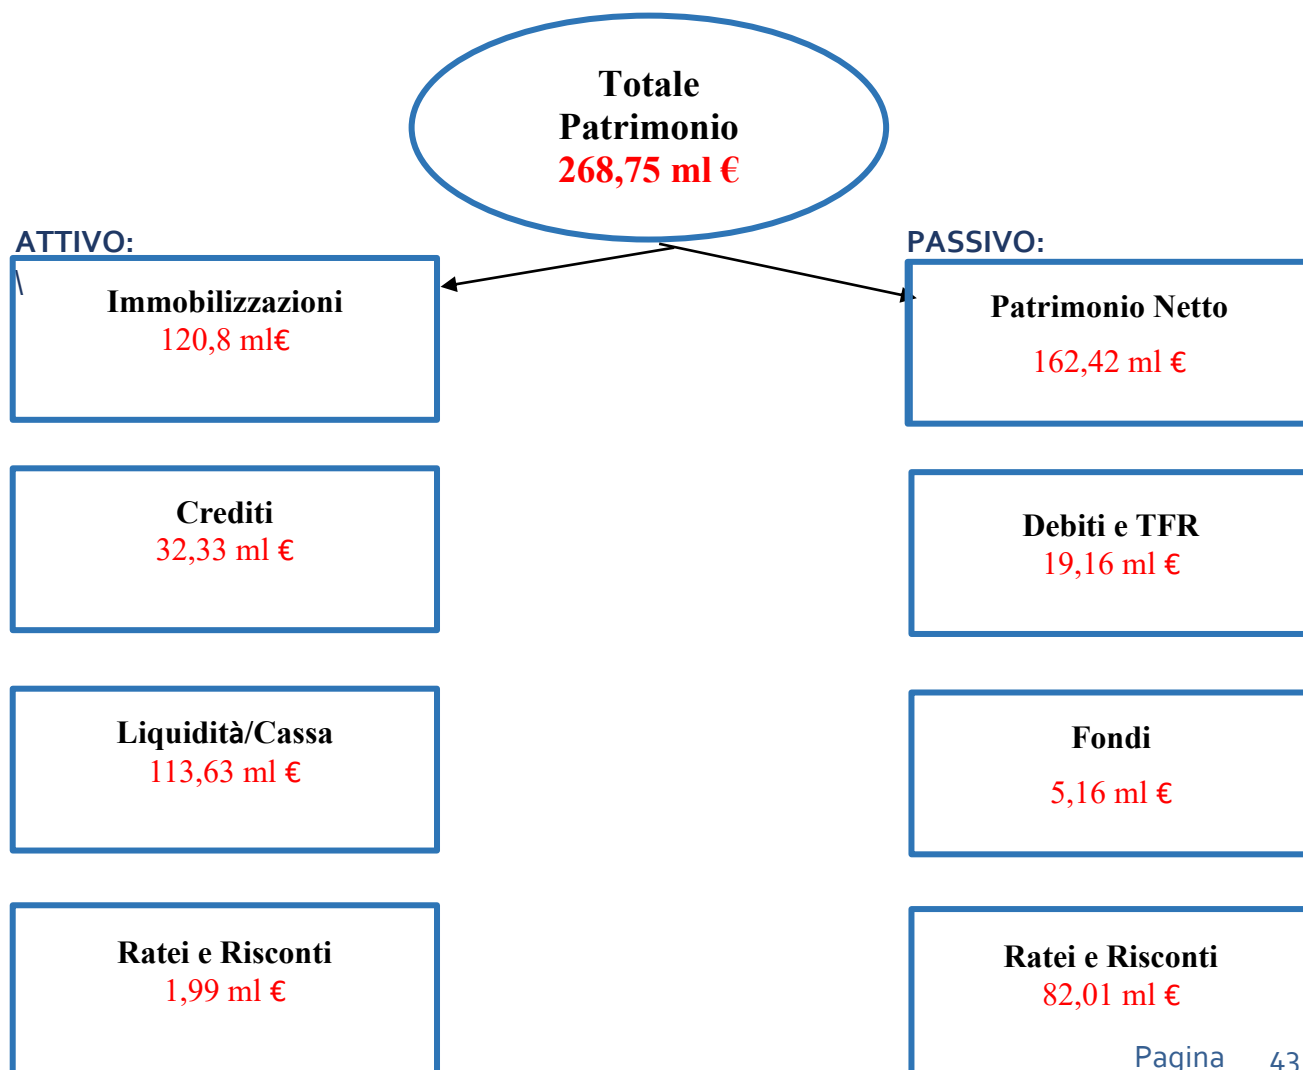 Totale
Patrimonio
268,75 ml €
ATTIVO:
\
Immobilizzazioni
120,8 ml€
Crediti
32,33 ml €
Liquidità/Cassa
113,63 ml €
Ratei e Risconti
1,99 ml €
PASSIVO:
Patrimonio Netto
162,42 ml €
Debiti e TFR
19,16 ml €
Fondi
5,16 ml €
Ratei e Risconti
82,01 ml €
Pagina 43